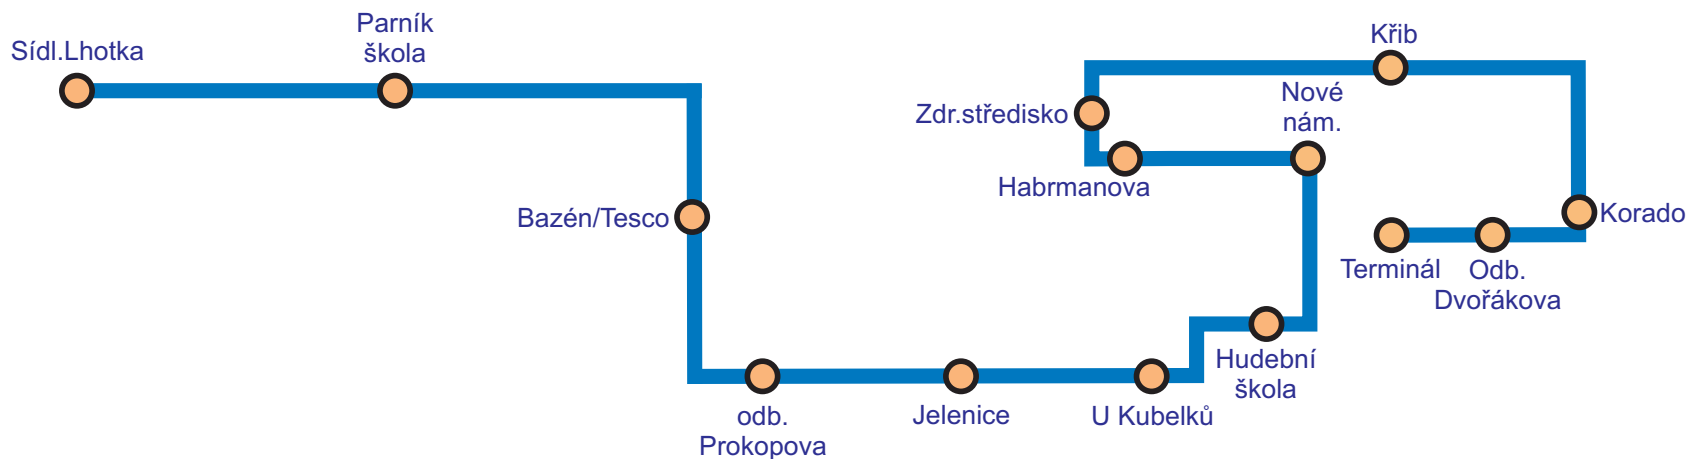 Sídl.Lhotka
Parník
škola
Bazén/Tesco
odb.
Prokopova
Jelenice
U Kubelků
Hudební
škola
Nové
nám.
Habrmanova
Zdr.středisko
Křib
Korado
Odb.
Dvořákova
Terminál